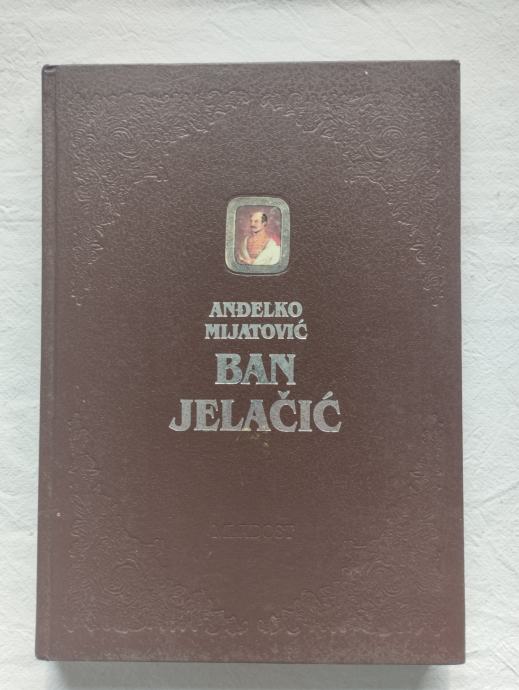 ANĐELKO
MIJATOVIĆ
BAN
JELAČIĆ
MLADOST